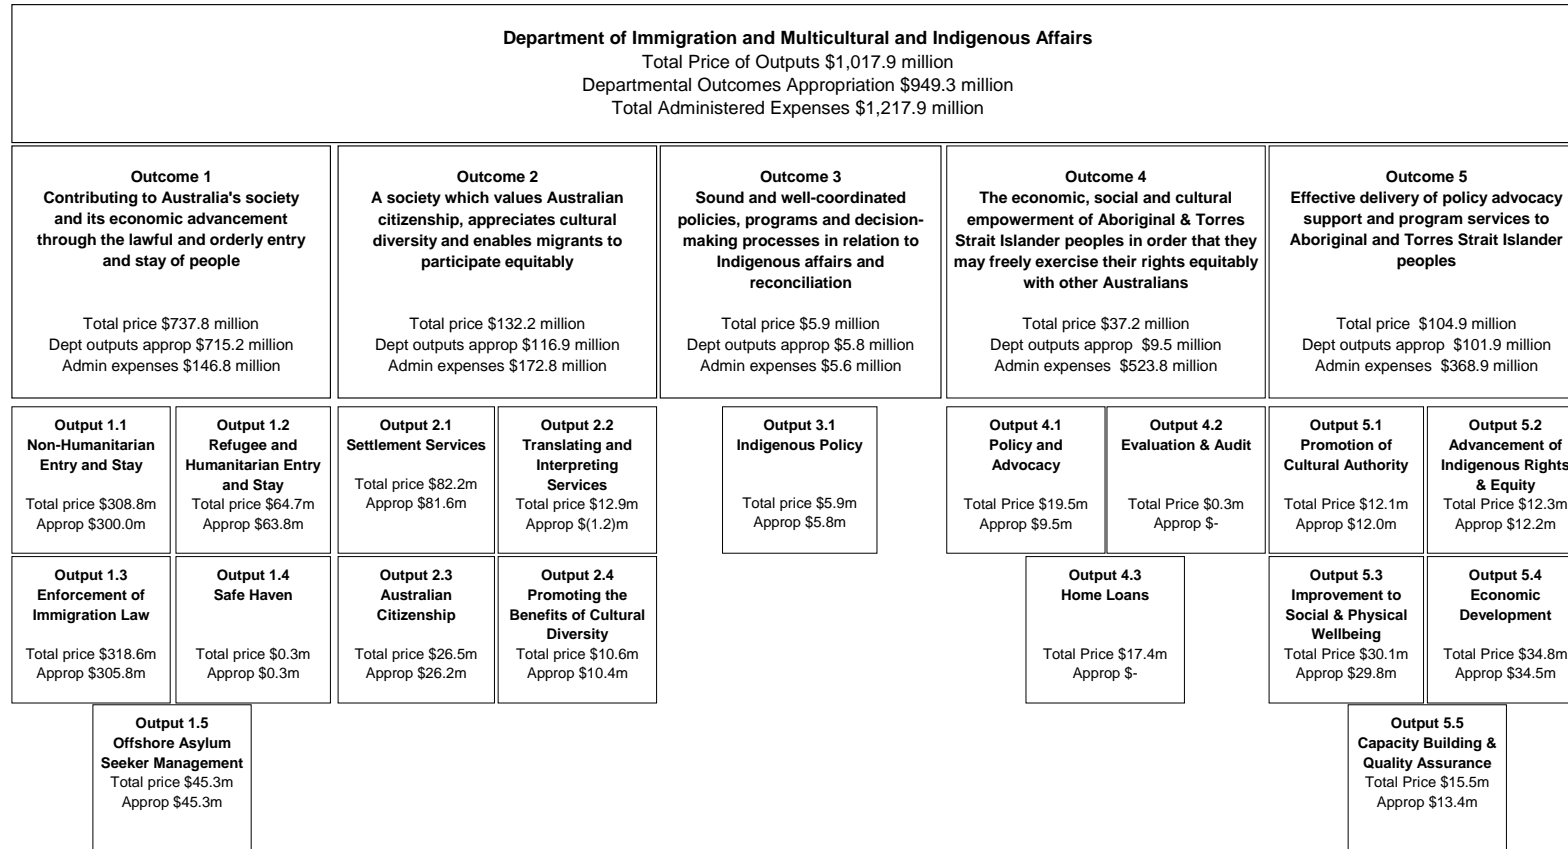 Department of Immigration and Multicultural and Indigenous Affairs
Total Price of Outputs $1,017.9 million
Departmental Outcomes Appropriation $949.3 million
Total Administered Expenses $1,217.9 million
Outcome 1
Contributing to Australia's society
and its economic advancement
through the lawful and orderly entry
and stay of people
Total price $737.8 million
Dept outputs approp $715.2 million
Admin expenses $146.8 million
Outcome 2
A society which values Australian
citizenship, appreciates cultural
diversity and enables migrants to
participate equitably
Total price $132.2 million
Dept outputs approp $116.9 million
Admin expenses $172.8 million
Outcome 3
Sound and well-coordinated
policies, programs and decision-
making processes in relation to
Indigenous affairs and
reconciliation
Total price $5.9 million
Dept outputs approp $5.8 million
Admin expenses $5.6 million
Outcome 4
The economic, social and cultural
empowerment of Aboriginal & Torres
Strait Islander peoples in order that they
may freely exercise their rights equitably
with other Australians
Total price $37.2 million
Dept outputs approp $9.5 million
Admin expenses $523.8 million
Outcome 5
Effective delivery of policy advocacy
support and program services to
Aboriginal and Torres Strait Islander
peoples
Total price $104.9 million
Dept outputs approp $101.9 million
Admin expenses $368.9 million
Output 1.1
Non-Humanitarian
Entry and Stay
Total price $308.8m
Approp $300.0m
Output 1.2
Refugee and
Humanitarian Entry
and Stay
Total price $64.7m
Approp $63.8m
Output 2.1
Settlement Services
Total price $82.2m
Approp $81.6m
Output 2.2
Translating and
Interpreting
Services
Total price $12.9m
Approp $(1.2)m
Output 3.1
Indigenous Policy
Total price $5.9m
Approp $5.8m
Output 4.1
Policy and
Advocacy
Total Price $19.5m
Approp $9.5m
Output 4.2
Evaluation & Audit
Total Price $0.3m
Approp $-
Output 5.1
Promotion of
Cultural Authority
Total Price $12.1m
Approp $12.0m
Output 5.2
Advancement of
Indigenous Rights
& Equity
Total Price $12.3m
Approp $12.2m
Output 1.3
Enforcement of
Immigration Law
Total price $318.6m
Approp $305.8m
Output 1.4
Safe Haven
Total price $0.3m
Approp $0.3m
Output 2.3
Australian
Citizenship
Total price $26.5m
Approp $26.2m
Output 2.4
Promoting the
Benefits of Cultural
Diversity
Total price $10.6m
Approp $10.4m
Output 4.3
Home Loans
Total Price $17.4m
Approp $-
Output 5.3
Improvement to
Social & Physical
Wellbeing
Total Price $30.1m
Approp $29.8m
Output 5.4
Economic
Development
Total Price $34.8m
Approp $34.5m
Output 1.5
Offshore Asylum
Seeker Management
Total price $45.3m
Approp $45.3m
Output 5.5
Capacity Building &
Quality Assurance
Total Price $15.5m
Approp $13.4m